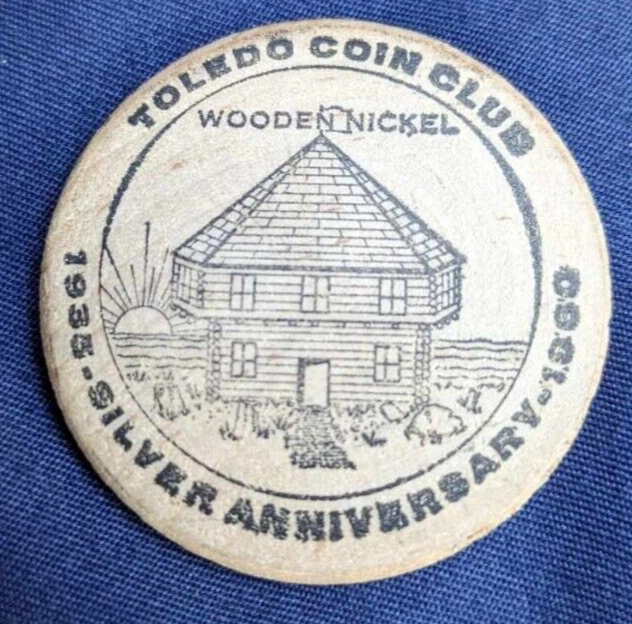 TOLEDO COIN CLUB
WOODEN NICKEL
1935-SILVER ANNIVERSARY-1960